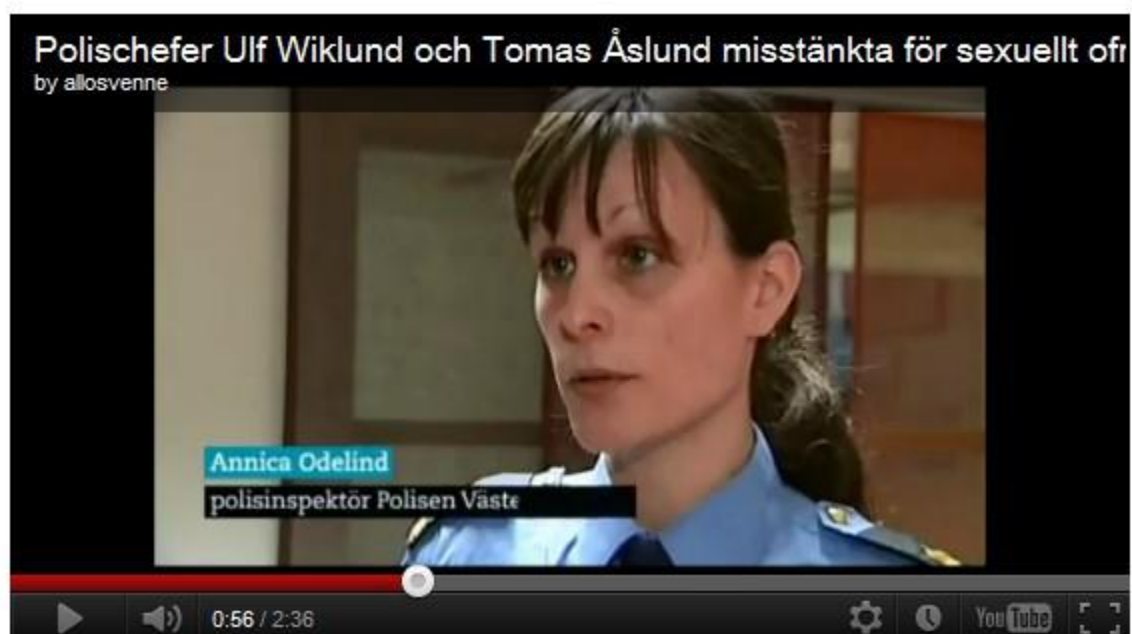 Polischefer Ulf Wiklund och Tomas Åslund misstänkta för sexuellt ofr
by allosvenne
Annica Odelind
polisinspektör Polisen Väste
0:56 / 2:36
YouTube